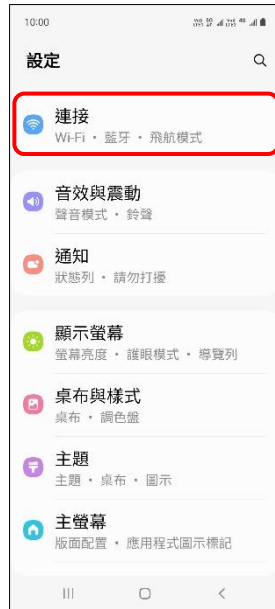 10:00
設定
連接
Wi-Fi • 藍牙 • 飛航模式
音效與震動
聲音模式 • 鈴聲
通知
狀態列 • 請勿打擾
顯示螢幕
螢幕亮度 • 護眼模式 • 導覽列
桌布與樣式
桌布 • 調色盤
主題
主題 • 桌布 • 圖示
主螢幕
版面配置 • 應用程式圖示標記